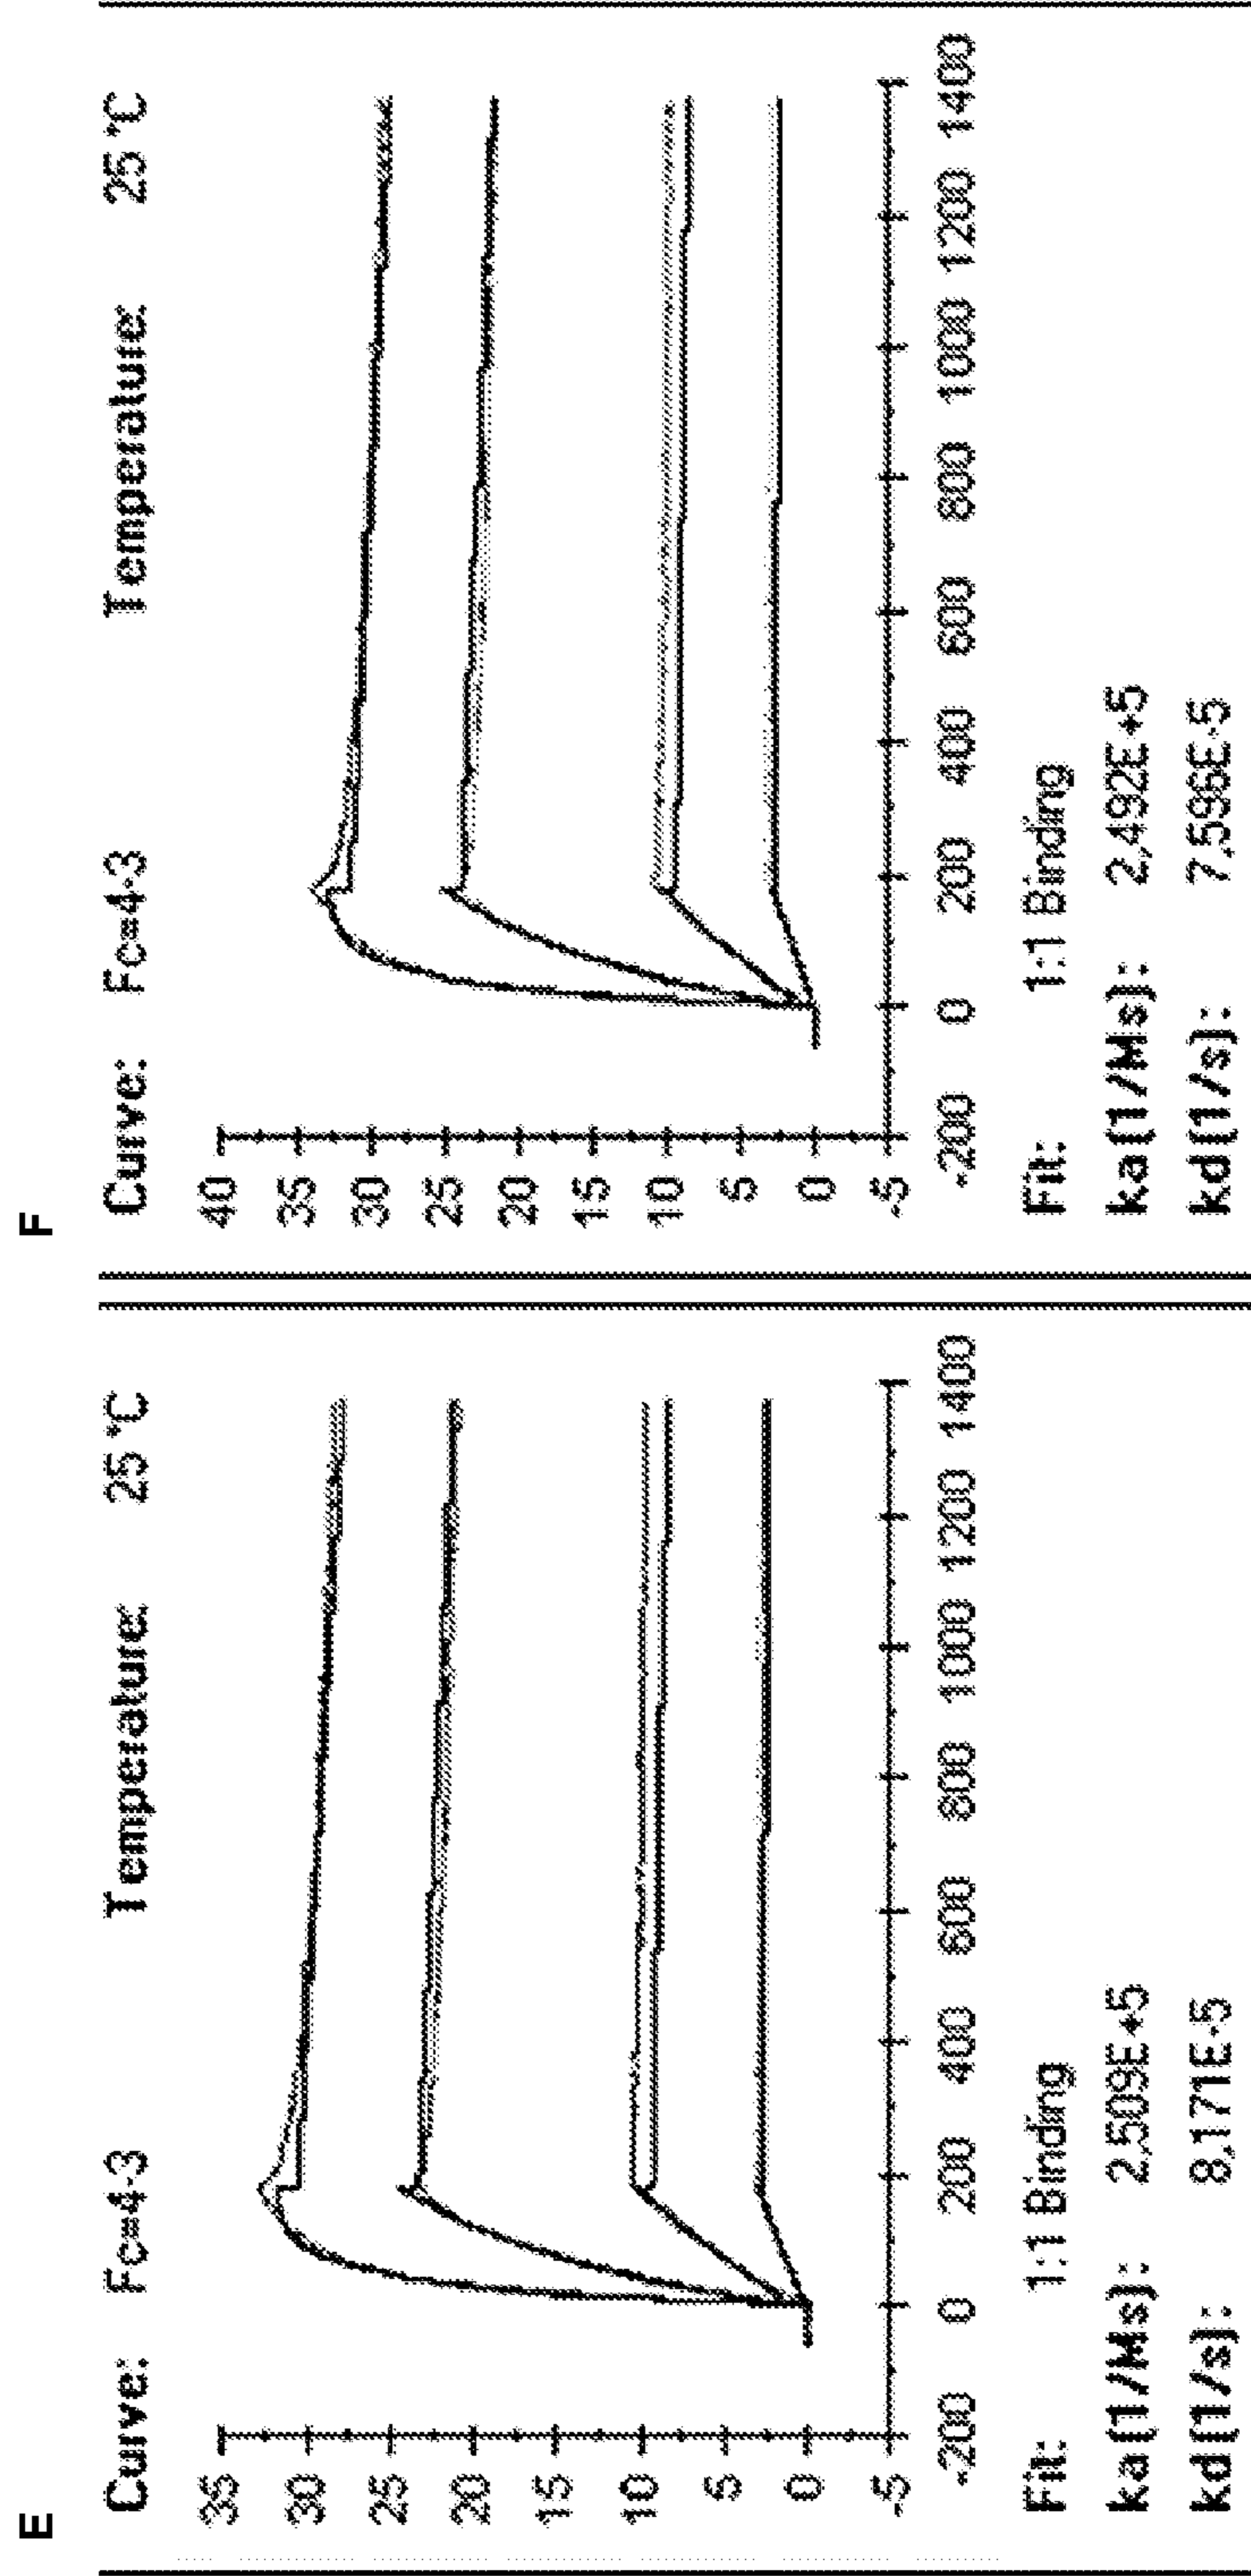 E
Curve: Fc=4-3 Temperature: 25 °C
35
30
25
20
15
10
5
0
-5
-200 0 200 400 600 800 1000 1200 1400
Fit: 1:1 Binding
ka(1/Ms): 2,509E+5
kd(1/s): 8,171E-5
F
Curve: Fc=4-3 Temperature: 25 °C
40
35
30
25
20
15
10
5
0
-5
-200 0 200 400 600 800 1000 1200 1400
Fit: 1:1 Binding
ka(1/Ms): 2,492E+5
kd(1/s): 7,596E-5